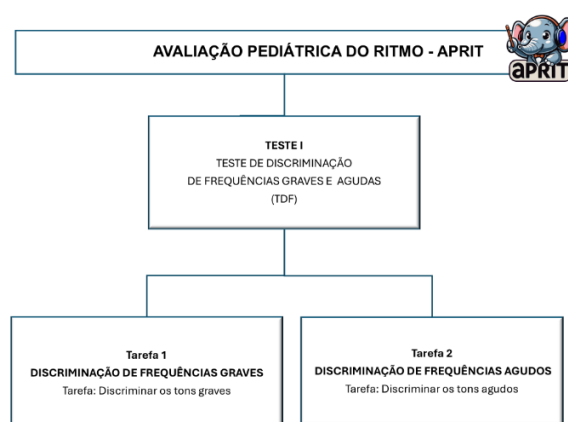 AVALIAÇÃO PEDIÁTRICA DO RITMO - APRIT
aPRIT
TESTE I
TESTE DE DISCRIMINAÇÃO
DE FREQUÊNCIAS GRAVES E AGUDAS
(TDF)
Tarefa 1
DISCRIMINAÇÃO DE FREQUÊNCIAS GRAVES
Tarefa: Discriminar os tons graves
Tarefa 2
DISCRIMINAÇÃO DE FREQUÊNCIAS AGUDOS
Tarefa: Discriminar os tons agudos